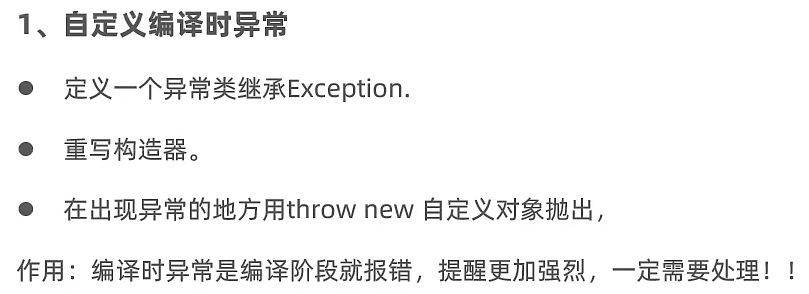 1、自定义编译时异常
● 定义一个异常类继承Exception.
● 重写构造器。
● 在出现异常的地方用throw new 自定义对象抛出，
作用：编译时异常是编译阶段就报错，提醒更加强烈，一定需要处理！！